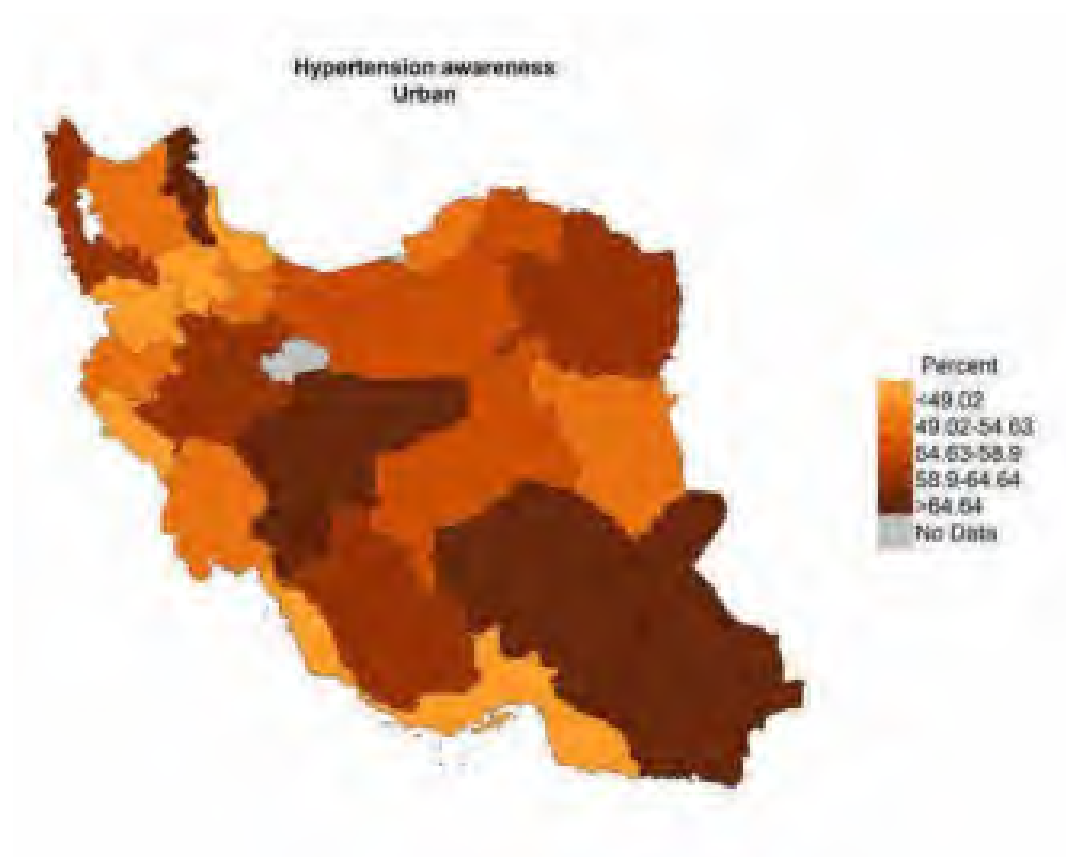 Hypertension awareness
Urban
Percent
<49.02
49.02-54.63
54.63-58.9
58.9-64.64
>64.64
No Data